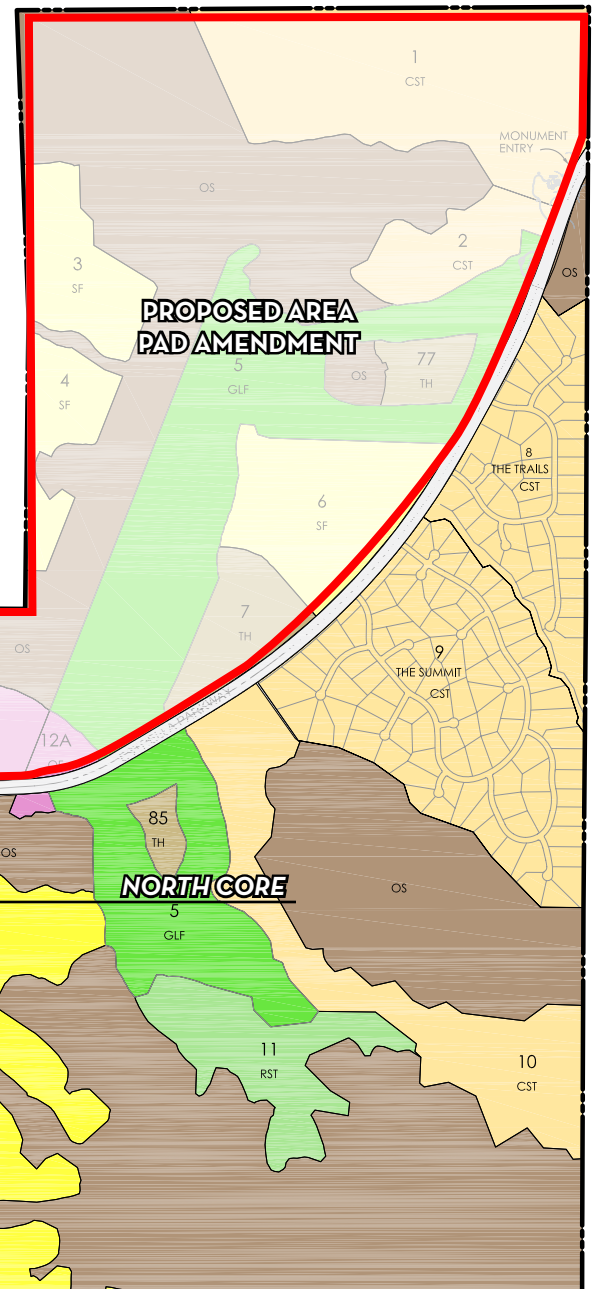 1
CST
MONUMENT
ENTRY
OS
2
CST
3
SF
OS
PROPOSED AREA
PAD AMENDMENT
5
GLF
OS
77
TH
4
SF
8
THE TRAILS
CST
6
SF
7
TH
OS
9
THE SUMMIT
CST
PARKWAY
12A
85
TH
OS
NORTH CORE
5
GLF
OS
11
RST
10
CST